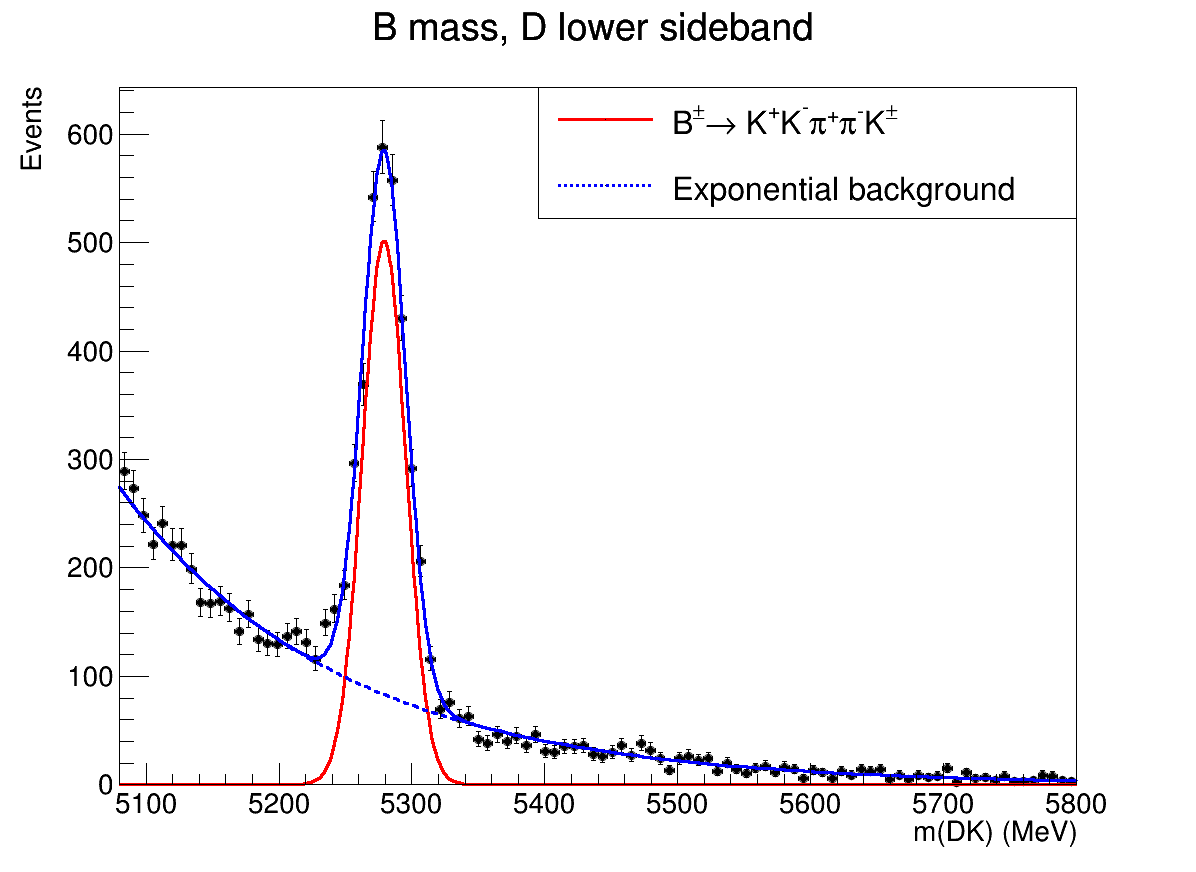 B mass, D lower sideband
Events
B± → K⁺K⁻π⁺π⁻K±
Exponential background
600
500
400
300
200
100
0
5100 5200 5300 5400 5500 5600 5700 5800
m(DK) (MeV)